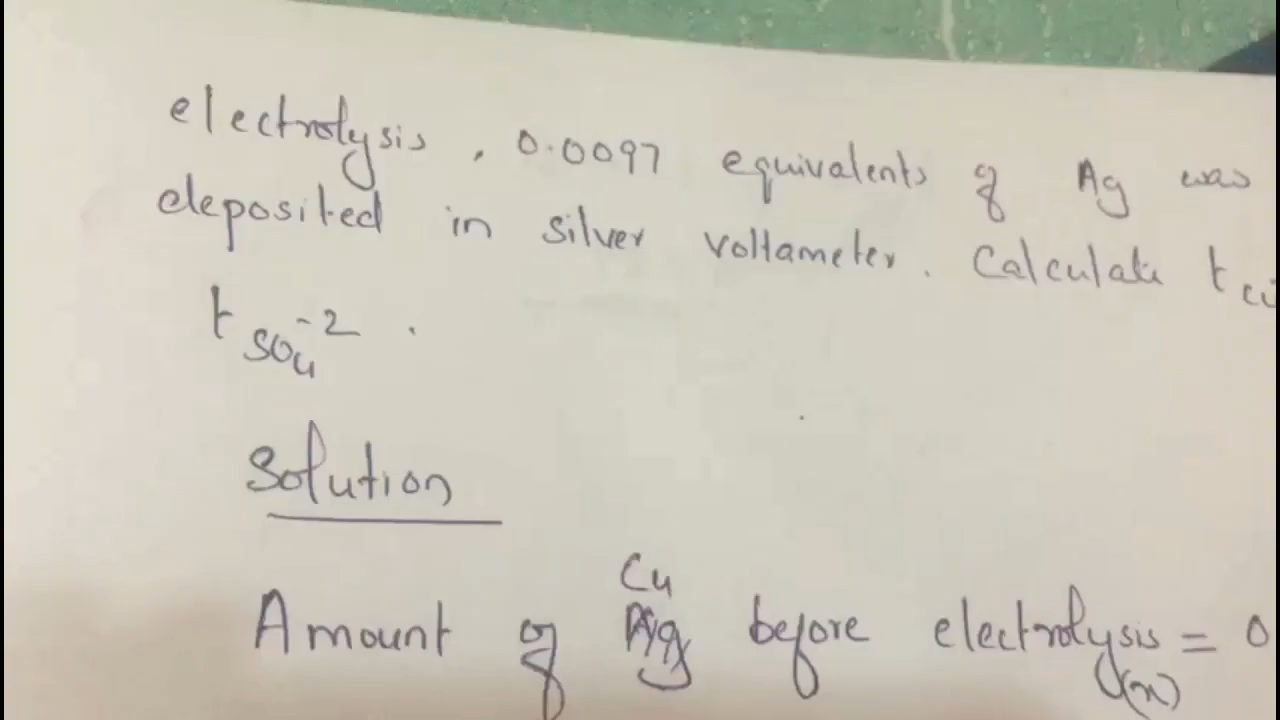 electrolysis, 0.0097 equivalents of Ag was
deposited in silver voltameter. Calculate t
t SO4 -2 .
Solution
Cu
Amount of Ag before electrolysis = 0
(x)